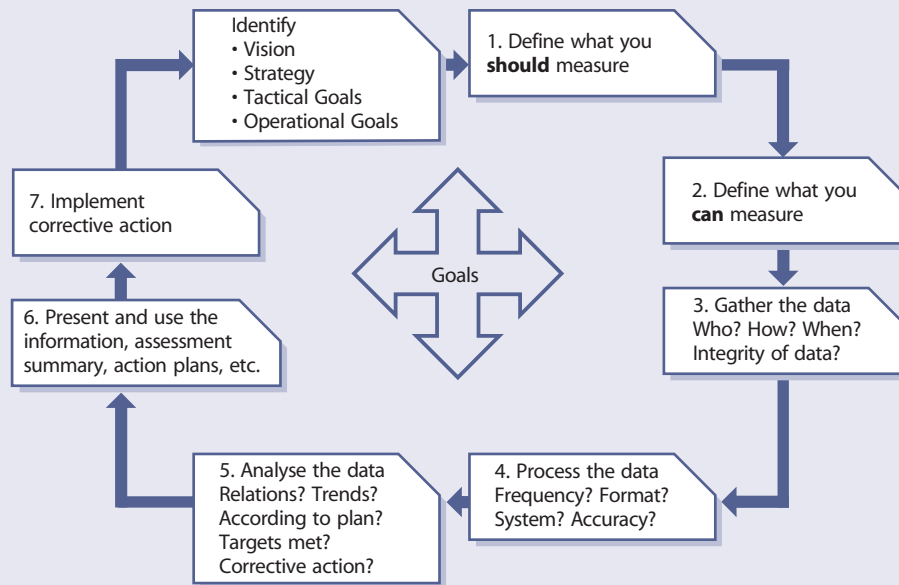 Identify
• Vision
• Strategy
• Tactical Goals
• Operational Goals
1. Define what you
should measure
2. Define what you
can measure
3. Gather the data
Who? How? When?
Integrity of data?
4. Process the data
Frequency? Format?
System? Accuracy?
5. Analyse the data
Relations? Trends?
According to plan?
Targets met?
Corrective action?
6. Present and use the
information, assessment
summary, action plans, etc.
7. Implement
corrective action
Goals